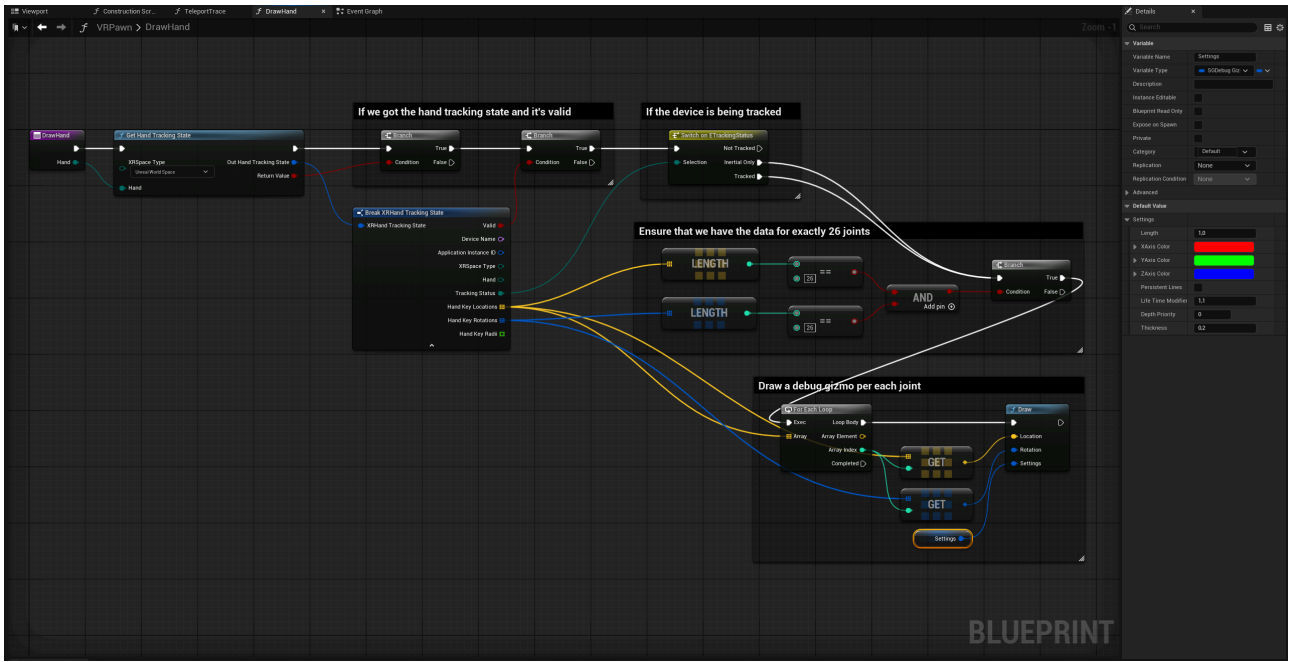 Viewport
Construction Scr...
TeleportTrace
DrawHand
Event Graph
VRPawn > DrawHand
Zoom -1
If we got the hand tracking state and it's valid
If the device is being tracked
DrawHand
Hand
Get Hand Tracking State
XRSpace Type
Unreal World Space
Hand
Out Hand Tracking State
Return Value
Branch
Condition
True
False
Branch
Condition
True
False
Switch on ETrackingStatus
Selection
Not Tracked
Inertial Only
Tracked
Break XRHand Tracking State
XRHand Tracking State
Valid
Device Name
Application Instance ID
XRSpace Type
Hand
Tracking Status
Hand Key Locations
Hand Key Rotations
Hand Key Radii
Ensure that we have the data for exactly 26 joints
LENGTH
26
==
LENGTH
26
==
AND
Add pin
Branch
Condition
True
False
Draw a debug gizmo per each joint
For Each Loop
Exec
Array
Loop Body
Array Element
Array Index
Completed
GET
GET
Settings
Draw
Location
Rotation
Settings
BLUEPRINT
Details
Search
Variable
Variable Name
Settings
Variable Type
SSDebug Giz
Description
Instance Editable
Blueprint Read Only
Expose on Spawn
Private
Category
Default
Replication
None
Replication Condition
None
Advanced
Default Value
Settings
Length
1,0
XAxis Color
YAxis Color
ZAxis Color
Persistent Lines
Life Time Modifier
1,1
Depth Priority
0
Thickness
0,2